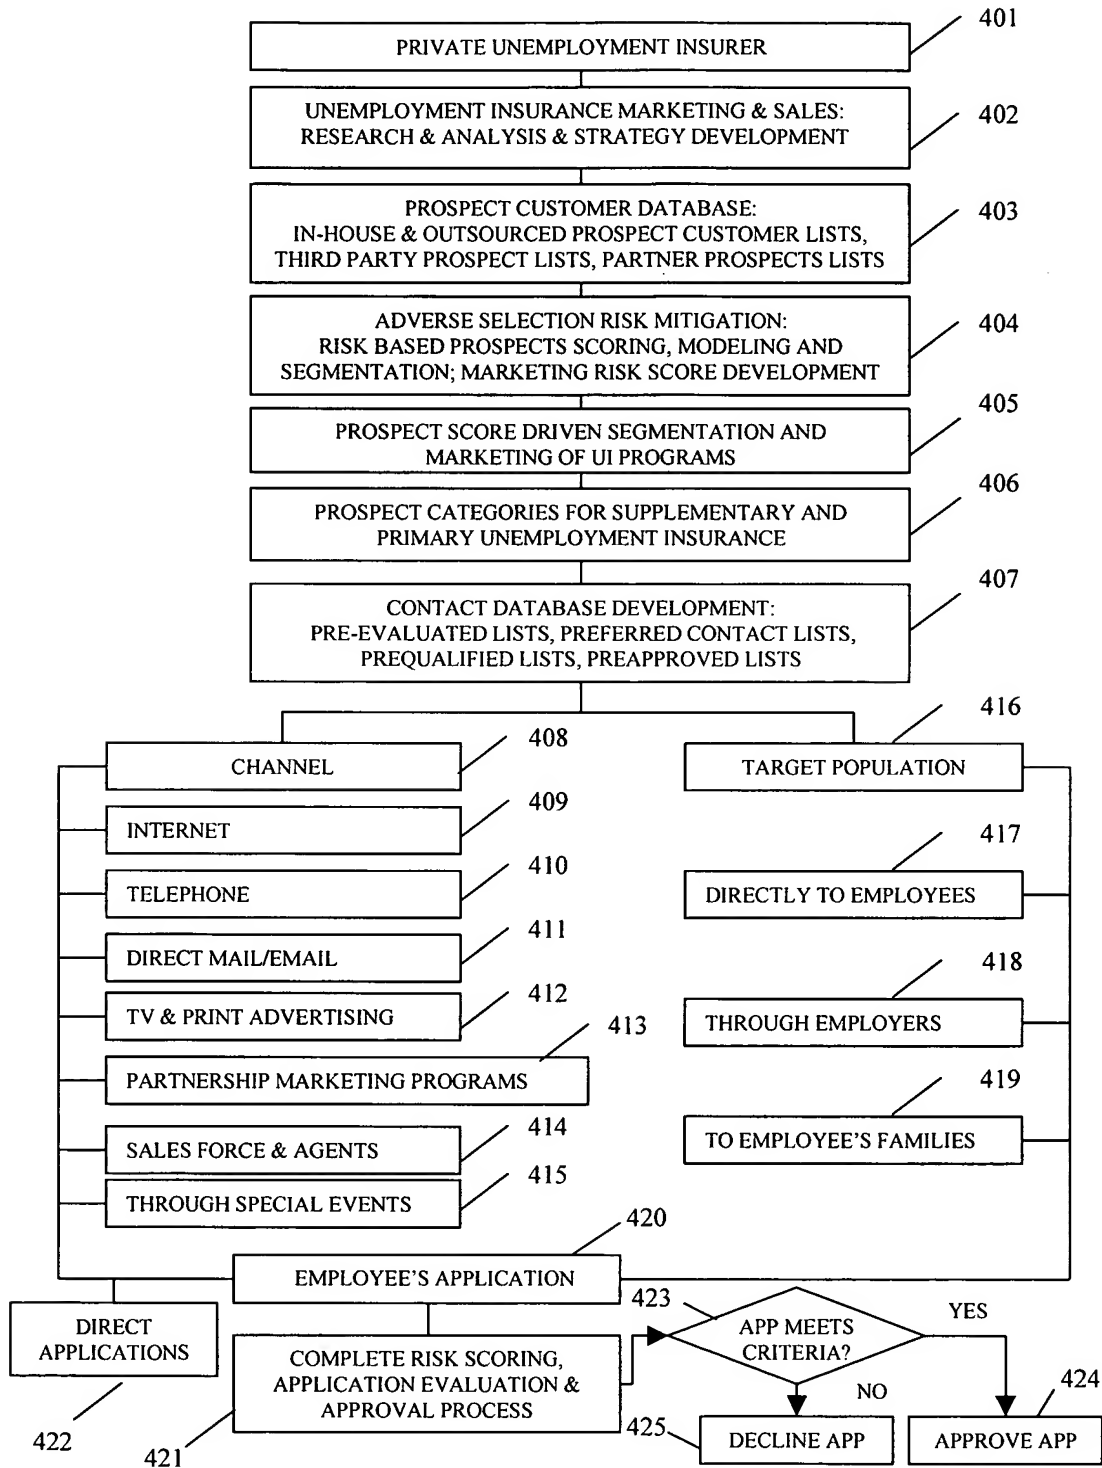 401
PRIVATE UNEMPLOYMENT INSURER
402
UNEMPLOYMENT INSURANCE MARKETING & SALES:
RESEARCH & ANALYSIS & STRATEGY DEVELOPMENT
403
PROSPECT CUSTOMER DATABASE:
IN-HOUSE & OUTSOURCED PROSPECT CUSTOMER LISTS,
THIRD PARTY PROSPECT LISTS, PARTNER PROSPECTS LISTS
404
ADVERSE SELECTION RISK MITIGATION:
RISK BASED PROSPECTS SCORING, MODELING AND
SEGMENTATION; MARKETING RISK SCORE DEVELOPMENT
405
PROSPECT SCORE DRIVEN SEGMENTATION AND
MARKETING OF UI PROGRAMS
406
PROSPECT CATEGORIES FOR SUPPLEMENTARY AND
PRIMARY UNEMPLOYMENT INSURANCE
407
CONTACT DATABASE DEVELOPMENT:
PRE-EVALUATED LISTS, PREFERRED CONTACT LISTS,
PREQUALIFIED LISTS, PREAPPROVED LISTS
408
CHANNEL
409
INTERNET
410
TELEPHONE
411
DIRECT MAIL/EMAIL
412
TV & PRINT ADVERTISING
413
PARTNERSHIP MARKETING PROGRAMS
414
SALES FORCE & AGENTS
415
THROUGH SPECIAL EVENTS
416
TARGET POPULATION
417
DIRECTLY TO EMPLOYEES
418
THROUGH EMPLOYERS
419
TO EMPLOYEE'S FAMILIES
420
EMPLOYEE'S APPLICATION
DIRECT
APPLICATIONS
422
COMPLETE RISK SCORING,
APPLICATION EVALUATION &
APPROVAL PROCESS
421
423
APP MEETS
CRITERIA?
YES
NO
424
425
DECLINE APP
APPROVE APP